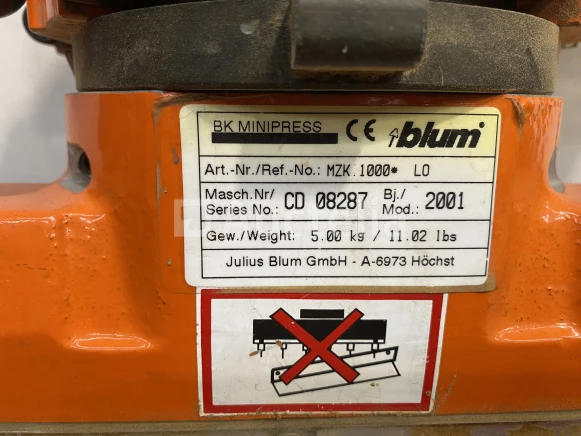 BK MINIPRESS CE blum
Art.-Nr./Ref.-No.: MZK.1000* LO
Masch.Nr/ Bj./
Series No.: CD 08287 Mod.: 2001
Gew./Weight: 5.00 kg / 11.02 lbs
Julius Blum GmbH - A-6973 Höchst